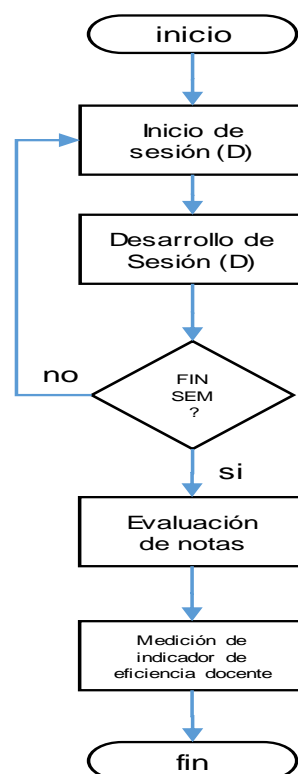 inicio
Inicio de
sesión (D)
Desarrollo de
Sesión (D)
no
FIN
SEM
?
si
Evaluación
de notas
Medición de
indicador de
eficiencia docente
fin